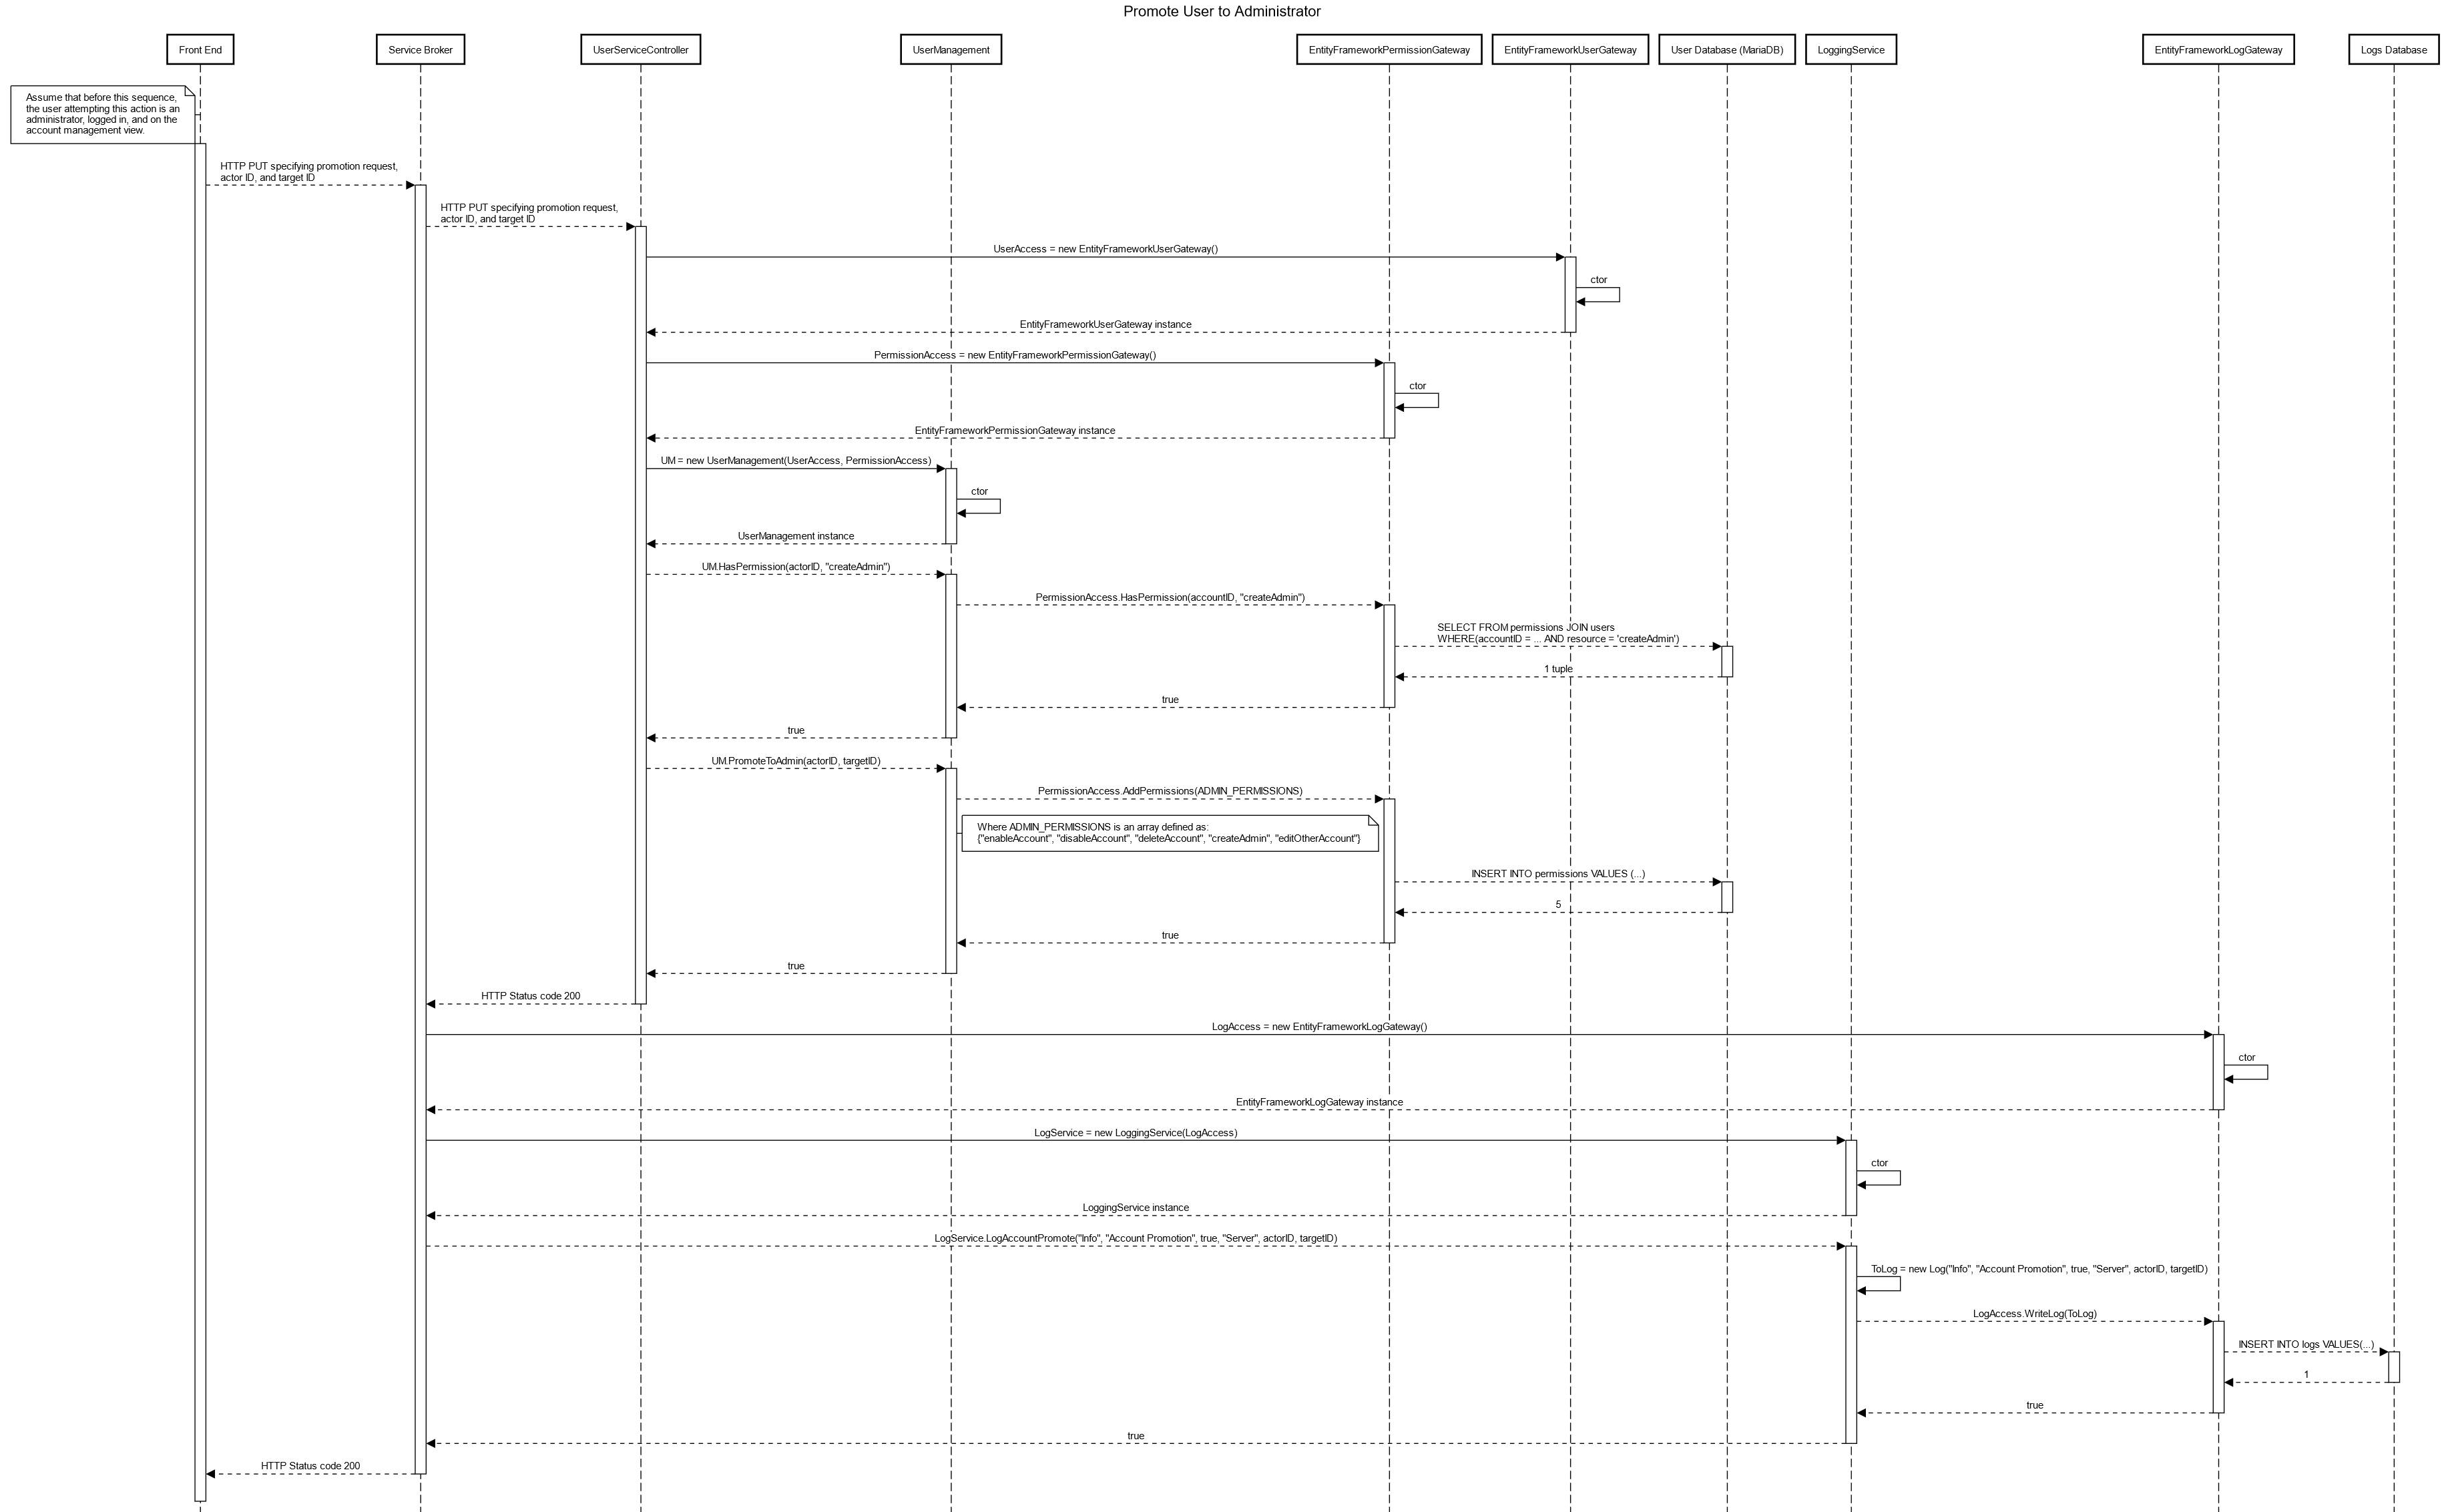 Promote User to Administrator
Front End
Service Broker
UserServiceController
UserManagement
EntityFrameworkPermissionGateway
EntityFrameworkUserGateway
User Database (MariaDB)
LoggingService
EntityFrameworkLogGateway
Logs Database
Assume that before this sequence,
the user attempting this action is an
administrator, logged in, and on the
account management view.
HTTP PUT specifying promotion request,
actor ID, and target ID
HTTP PUT specifying promotion request,
actor ID, and target ID
UserAccess = new EntityFrameworkUserGateway()
ctor
EntityFrameworkUserGateway instance
PermissionAccess = new EntityFrameworkPermissionGateway()
ctor
EntityFrameworkPermissionGateway instance
UM = new UserManagement(UserAccess, PermissionAccess)
ctor
UserManagement instance
UM.HasPermission(actorID, "createAdmin")
PermissionAccess.HasPermission(accountID, "createAdmin")
SELECT FROM permissions JOIN users
WHERE(accountID = ... AND resource = 'createAdmin')
1 tuple
true
true
UM.PromoteToAdmin(actorID, targetID)
PermissionAccess.AddPermissions(ADMIN_PERMISSIONS)
Where ADMIN_PERMISSIONS is an array defined as:
{"enableAccount", "disableAccount", "deleteAccount", "createAdmin", "editOtherAccount"}
INSERT INTO permissions VALUES (...)
5
true
true
HTTP Status code 200
LogAccess = new EntityFrameworkLogGateway()
ctor
EntityFrameworkLogGateway instance
LogService = new LoggingService(LogAccess)
ctor
LoggingService instance
LogService.LogAccountPromote("Info", "Account Promotion", true, "Server", actorID, targetID)
ToLog = new Log("Info", "Account Promotion", true, "Server", actorID, targetID)
LogAccess.WriteLog(ToLog)
INSERT INTO logs VALUES(...)
1
true
true
HTTP Status code 200